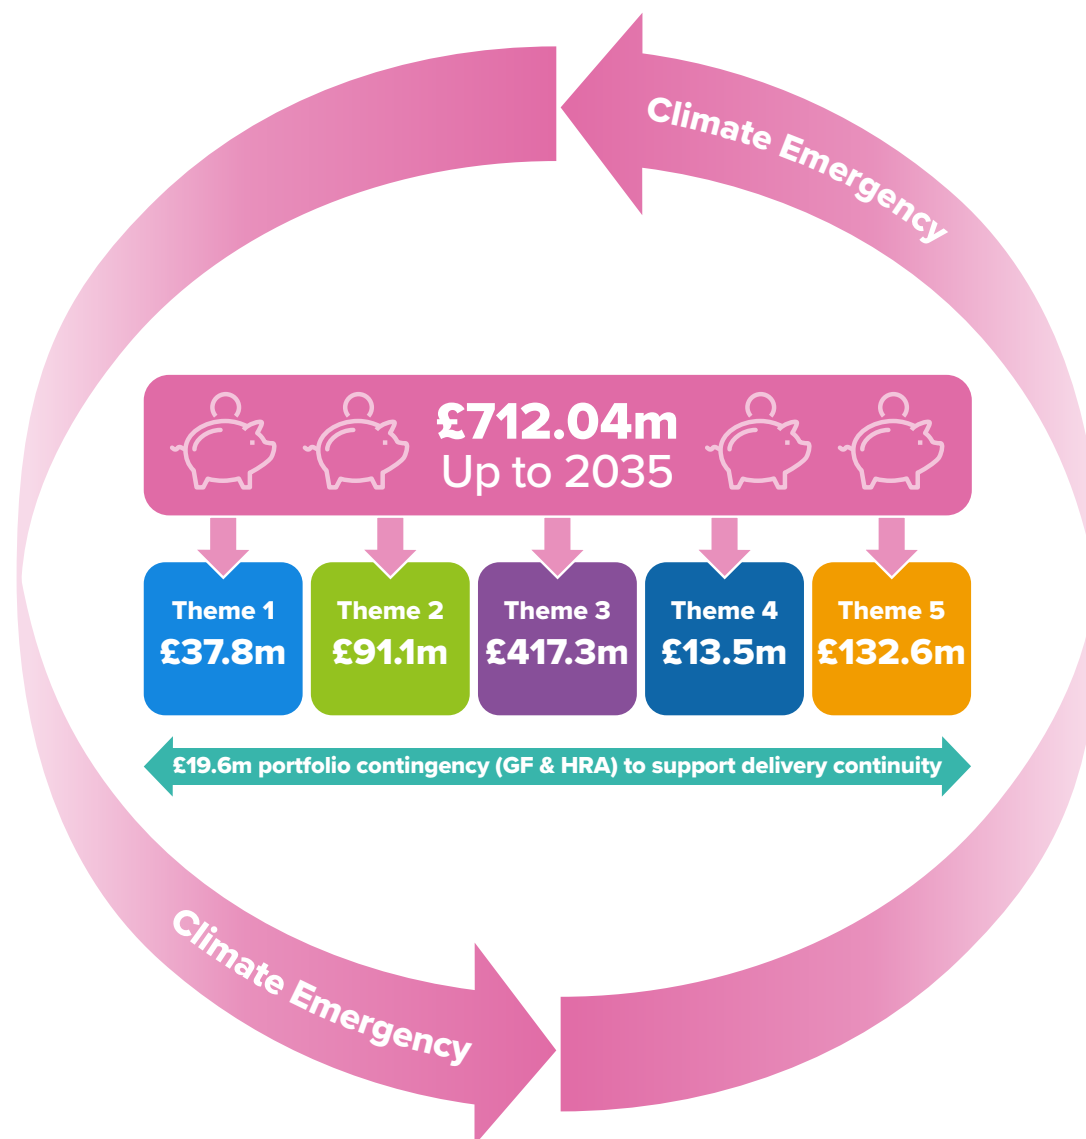 Climate Emergency
£712.04m
Up to 2035
Theme 1
£37.8m
Theme 2
£91.1m
Theme 3
£417.3m
Theme 4
£13.5m
Theme 5
£132.6m
£19.6m portfolio contingency (GF & HRA) to support delivery continuity
Climate Emergency